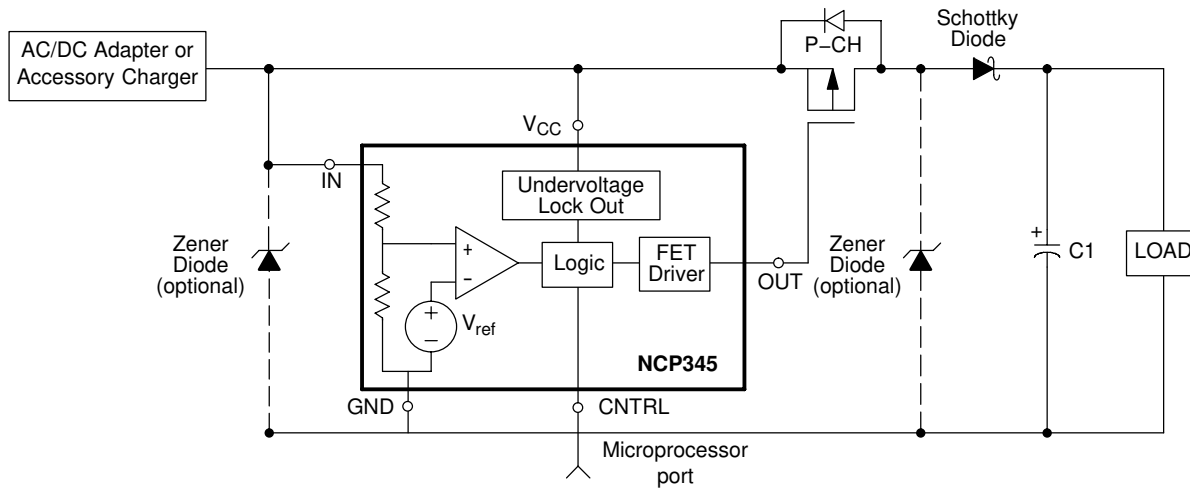 AC/DC Adapter or
Accessory Charger
P−CH
Schottky
Diode
VCC
IN
Undervoltage
Lock Out
Zener
Diode
(optional)
+
−
Logic
FET
Driver
OUT
Zener
Diode
(optional)
+
C1
LOAD
+
−
Vref
NCP345
GND
CNTRL
Microprocessor
port